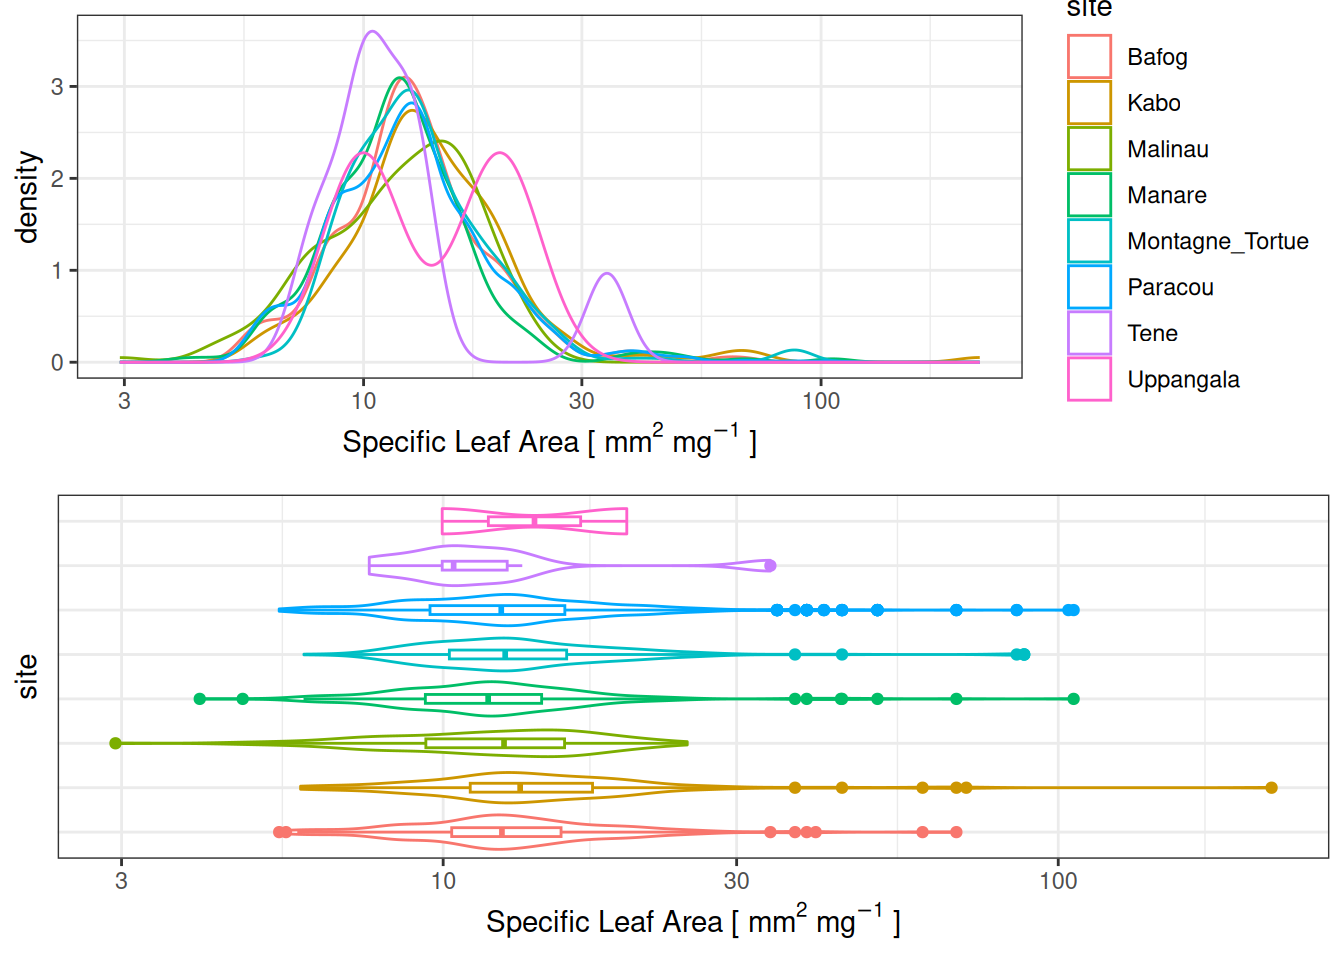 site
Bafog
Kabo
Malinau
Manare
Montagne_Tortue
Paracou
Tene
Uppangala
density
3
2
1
0
3 10 30 100
Specific Leaf Area [ mm² mg⁻¹ ]
site
3 10 30 100
Specific Leaf Area [ mm² mg⁻¹ ]